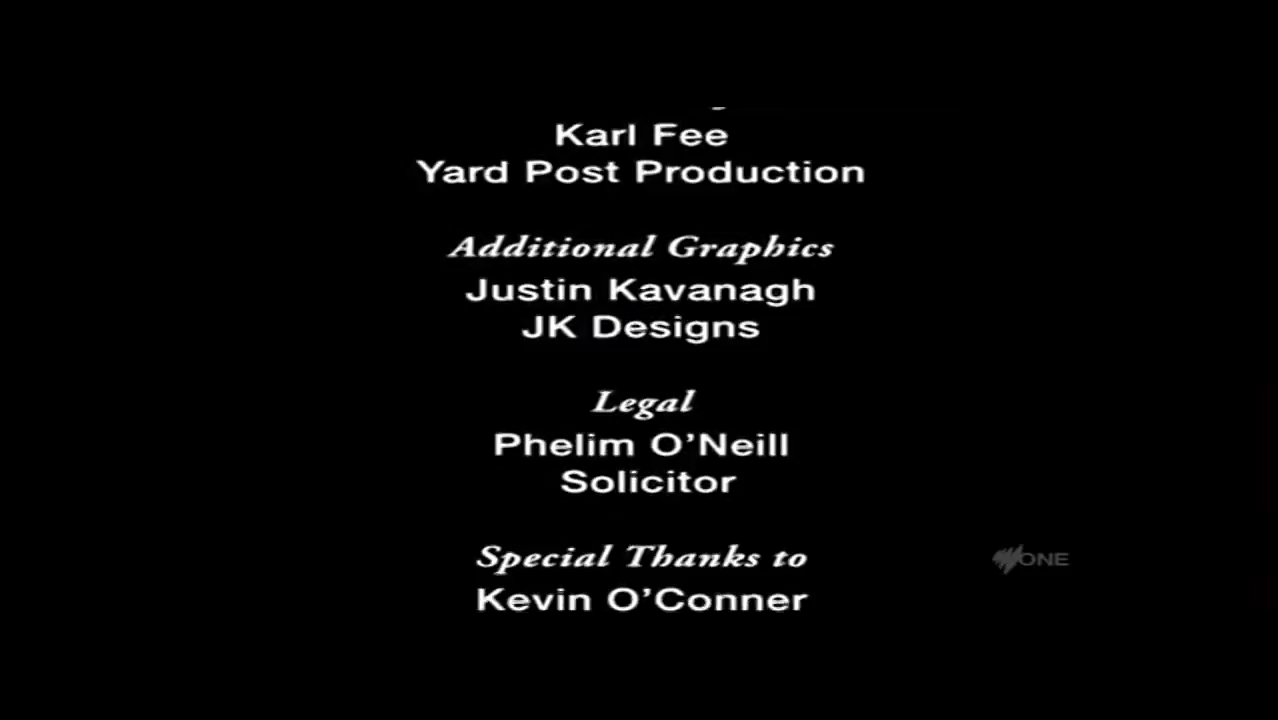 Karl Fee
Yard Post Production
Additional Graphics
Justin Kavanagh
JK Designs
Legal
Phelim O'Neill
Solicitor
Special Thanks to
Kevin O'Conner
ONE